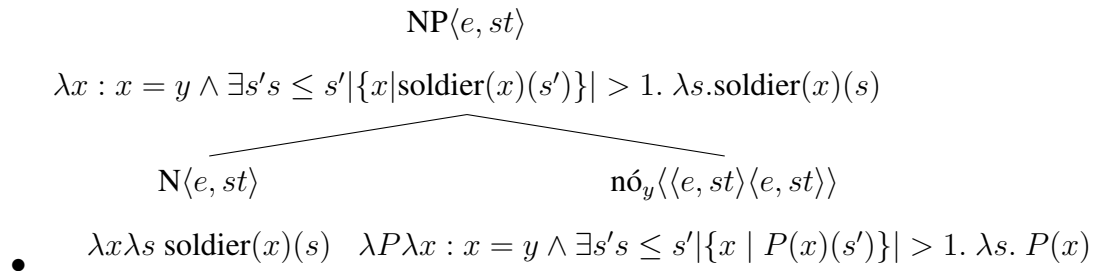 NP⟨e, st⟩
λx : x = y ∧ ∃s′s ≤ s′|{x|soldier(x)(s′)}| > 1. λs.soldier(x)(s)
N⟨e, st⟩ nó_y⟨⟨e, st⟩⟨e, st⟩⟩
• λxλs soldier(x)(s) λPλx : x = y ∧ ∃s′s ≤ s′|{x | P(x)(s′)}| > 1. λs. P(x)